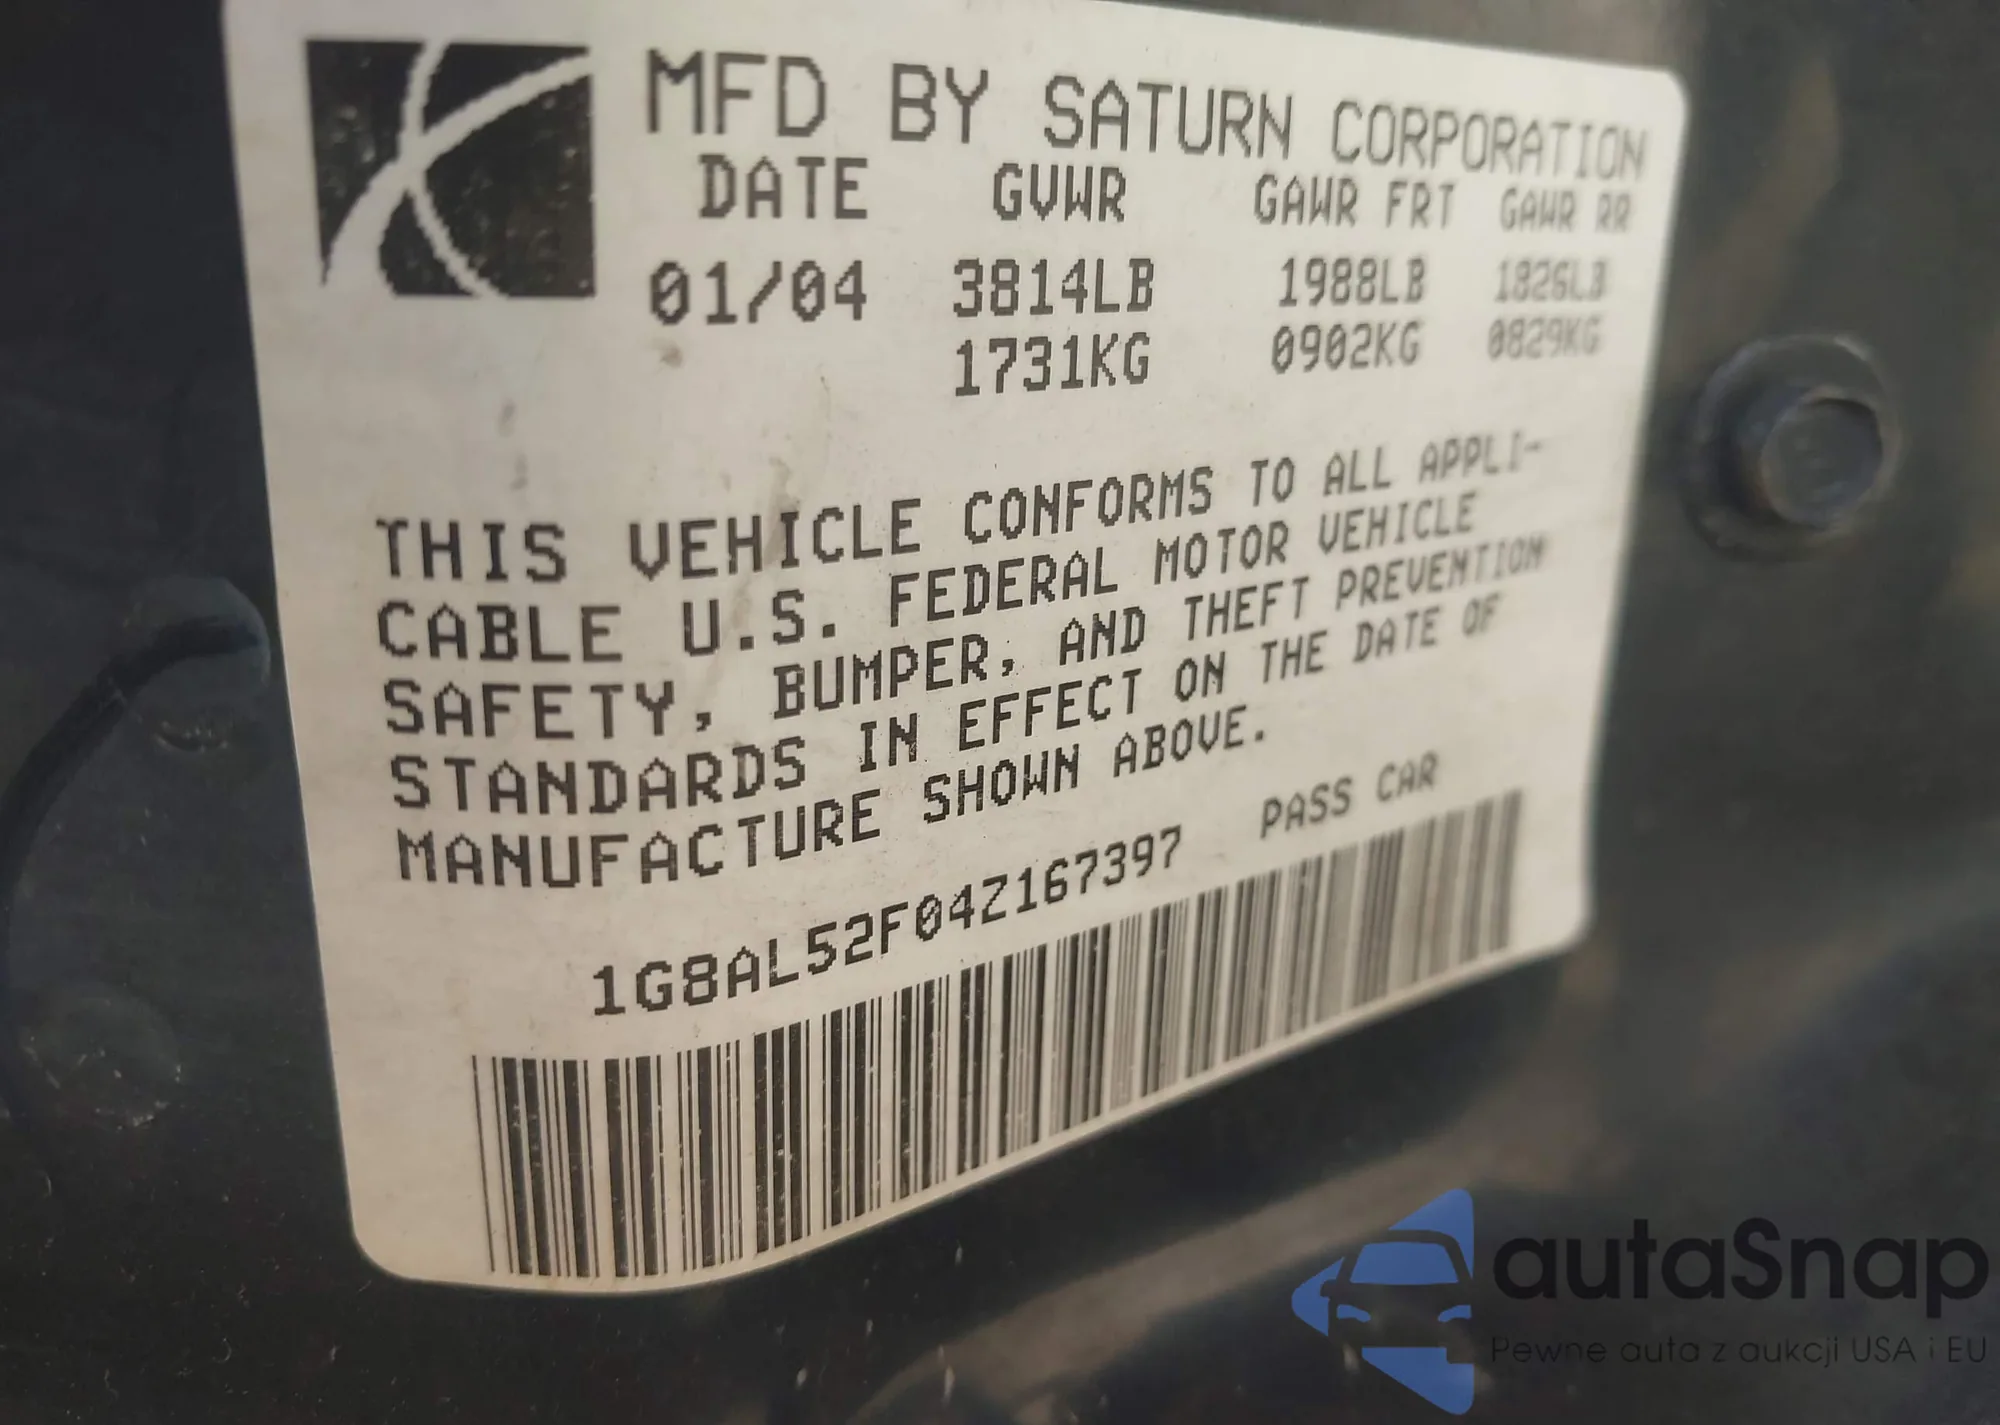 MFD BY SATURN CORPORATION
DATE GVWR GAWR FRT GAWR RR
01/04 3814LB 1988LB 1826LB
1731KG 0902KG 0829KG
THIS VEHICLE CONFORMS TO ALL APPLI-
CABLE U.S. FEDERAL MOTOR VEHICLE
SAFETY, BUMPER, AND THEFT PREVENTION
STANDARDS IN EFFECT ON THE DATE OF
MANUFACTURE SHOWN ABOVE.
1G8AL52F04Z167397 PASS CAR
autaSnap
Pewne auta z aukcji USA i EU